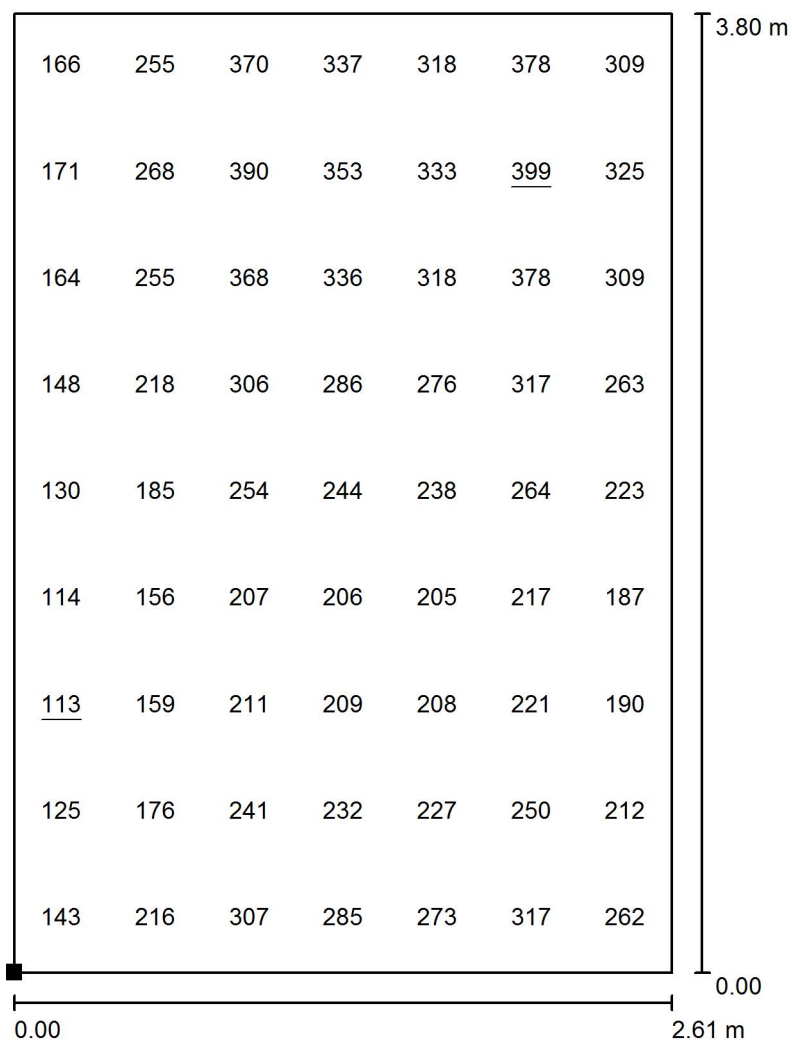 3.80 m
166 255 370 337 318 378 309
171 268 390 353 333 399 325
164 255 368 336 318 378 309
148 218 306 286 276 317 263
130 185 254 244 238 264 223
114 156 207 206 205 217 187
113 159 211 209 208 221 190
125 176 241 232 227 250 212
143 216 307 285 273 317 262
0.00
0.00 2.61 m